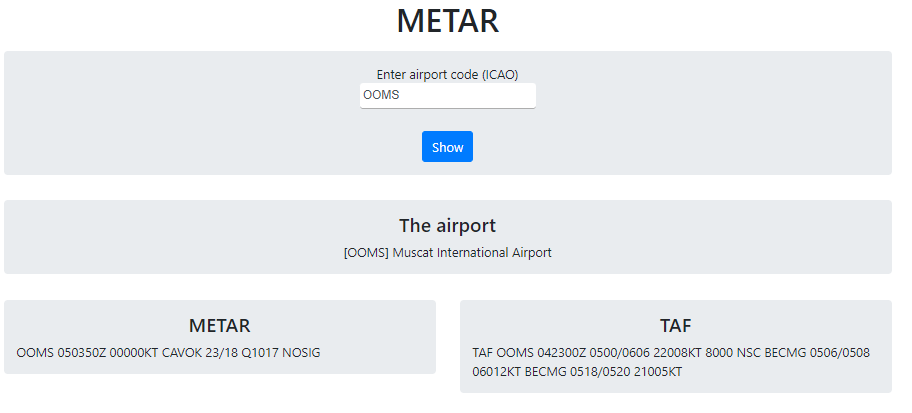 METAR
Enter airport code (ICAO)
OOMS
Show
The airport
[OOMS] Muscat International Airport
METAR
OOMS 050350Z 00000KT CAVOK 23/18 Q1017 NOSIG
TAF
TAF OOMS 042300Z 0500/0606 22008KT 8000 NSC BECMG 0506/0508
06012KT BECMG 0518/0520 21005KT